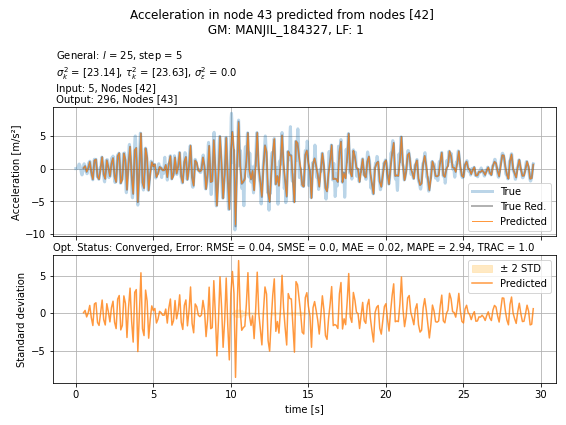 Acceleration in node 43 predicted from nodes [42]
GM: MANJIL_184327, LF: 1
General: l = 25, step = 5
σ²ₖ = [23.14], τ²ₖ = [23.63], σ²ε = 0.0
Input: 5, Nodes [42]
Output: 296, Nodes [43]
Acceleration [m/s²]
5
0
−5
−10
True
True Red.
Predicted
Opt. Status: Converged, Error: RMSE = 0.04, SMSE = 0.0, MAE = 0.02, MAPE = 2.94, TRAC = 1.0
Standard deviation
5
0
−5
± 2 STD
Predicted
0 5 10 15 20 25 30
time [s]